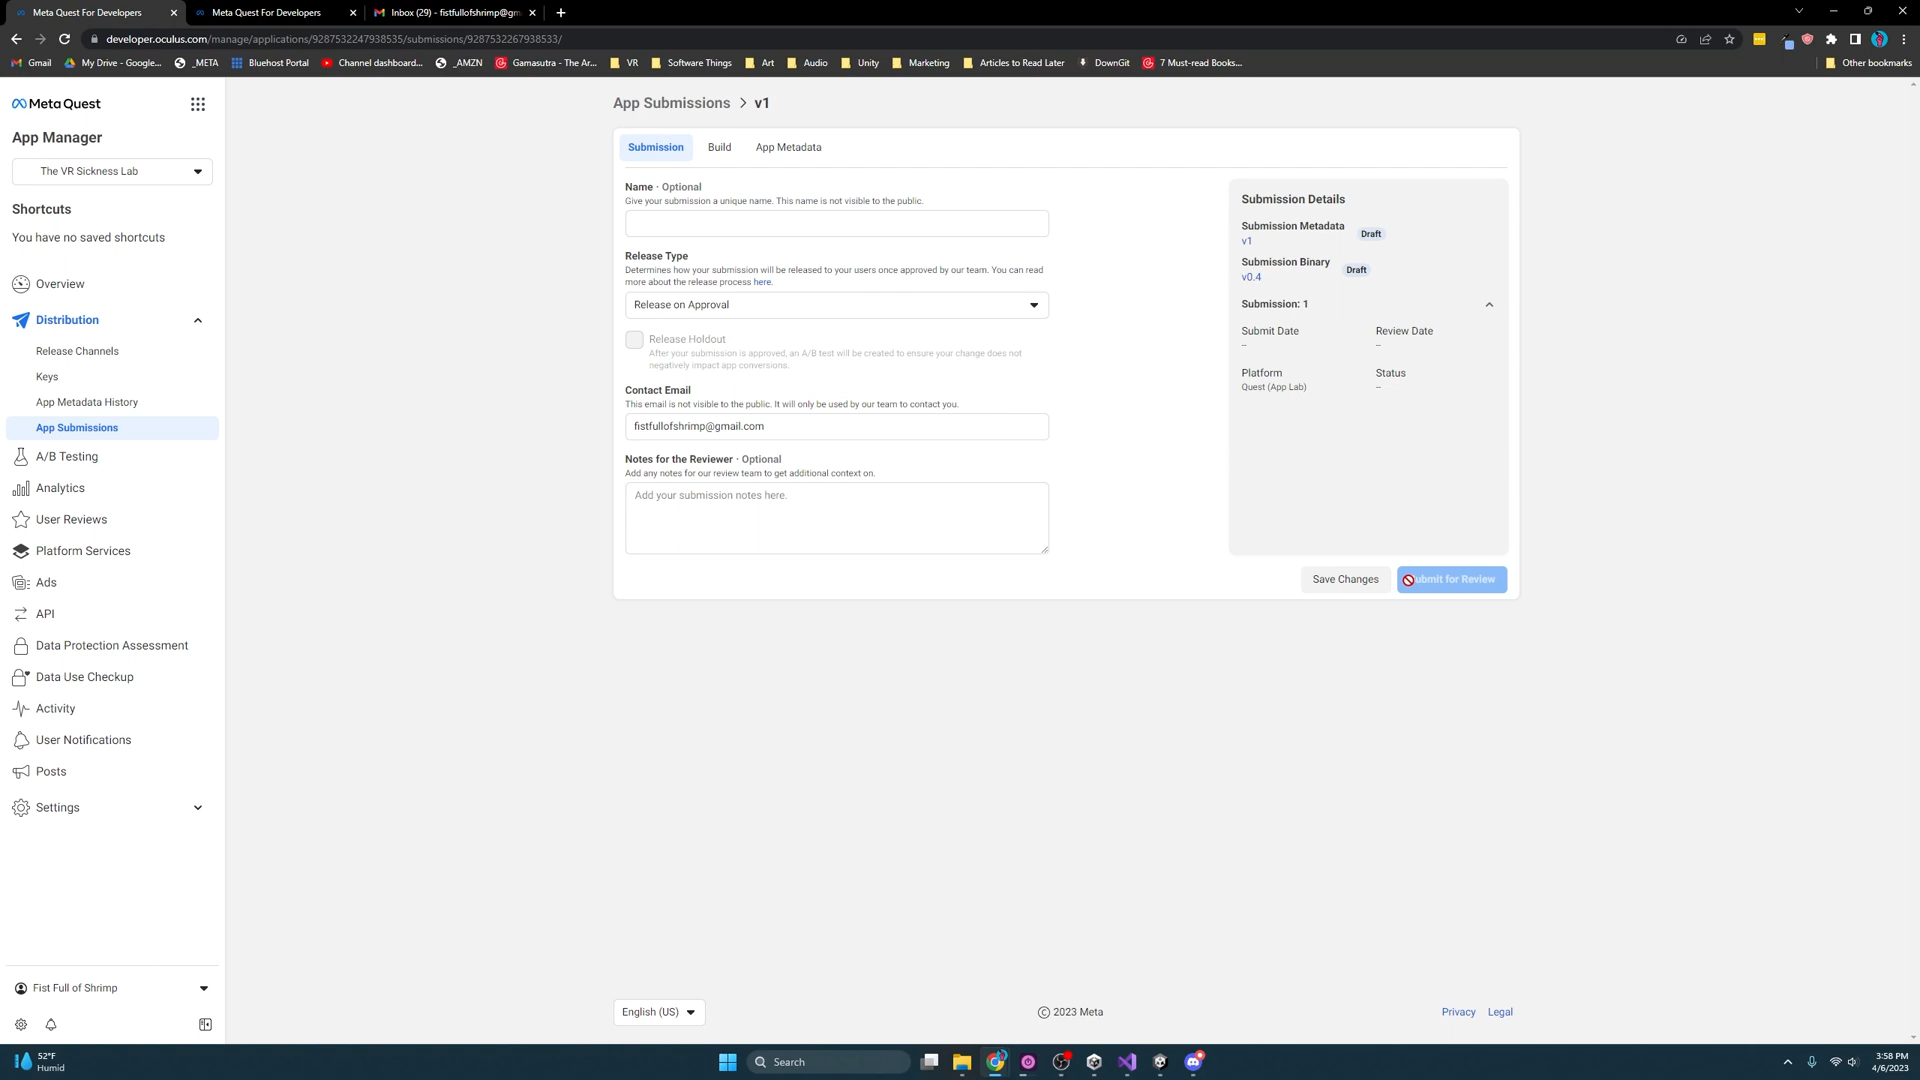 Meta Quest For Developers
Meta Quest For Developers
Inbox (29) - fistfullofshrimp@gm
developer.oculus.com/manage/applications/9287532247938535/submissions/9287532267938533/
Gmail
My Drive - Google...
_META
Bluehost Portal
Channel dashboard...
_AMZN
Gamasutra - The Ar...
VR
Software Things
Art
Audio
Unity
Marketing
Articles to Read Later
DownGit
7 Must-read Books...
Other bookmarks
Meta Quest
App Manager
The VR Sickness Lab
Shortcuts
You have no saved shortcuts
Overview
Distribution
Release Channels
Keys
App Metadata History
App Submissions
A/B Testing
Analytics
User Reviews
Platform Services
Ads
API
Data Protection Assessment
Data Use Checkup
Activity
User Notifications
Posts
Settings
Fist Full of Shrimp
App Submissions > v1
Submission
Build
App Metadata
Name · Optional
Give your submission a unique name. This name is not visible to the public.
Release Type
Determines how your submission will be released to your users once approved by our team. You can read
more about the release process here.
Release on Approval
Release Holdout
After your submission is approved, an A/B test will be created to ensure your change does not
negatively impact app conversions.
Contact Email
This email is not visible to the public. It will only be used by our team to contact you.
fistfullofshrimp@gmail.com
Notes for the Reviewer · Optional
Add any notes for our review team to get additional context on.
Add your submission notes here.
Submission Details
Submission Metadata
v1
Draft
Submission Binary
v0.4
Draft
Submission: 1
Submit Date
–
Review Date
–
Platform
Quest (App Lab)
Status
–
Save Changes
ubmit for Review
English (US)
© 2023 Meta
Privacy
Legal
52°F
Humid
Search
3:58 PM
4/6/2023